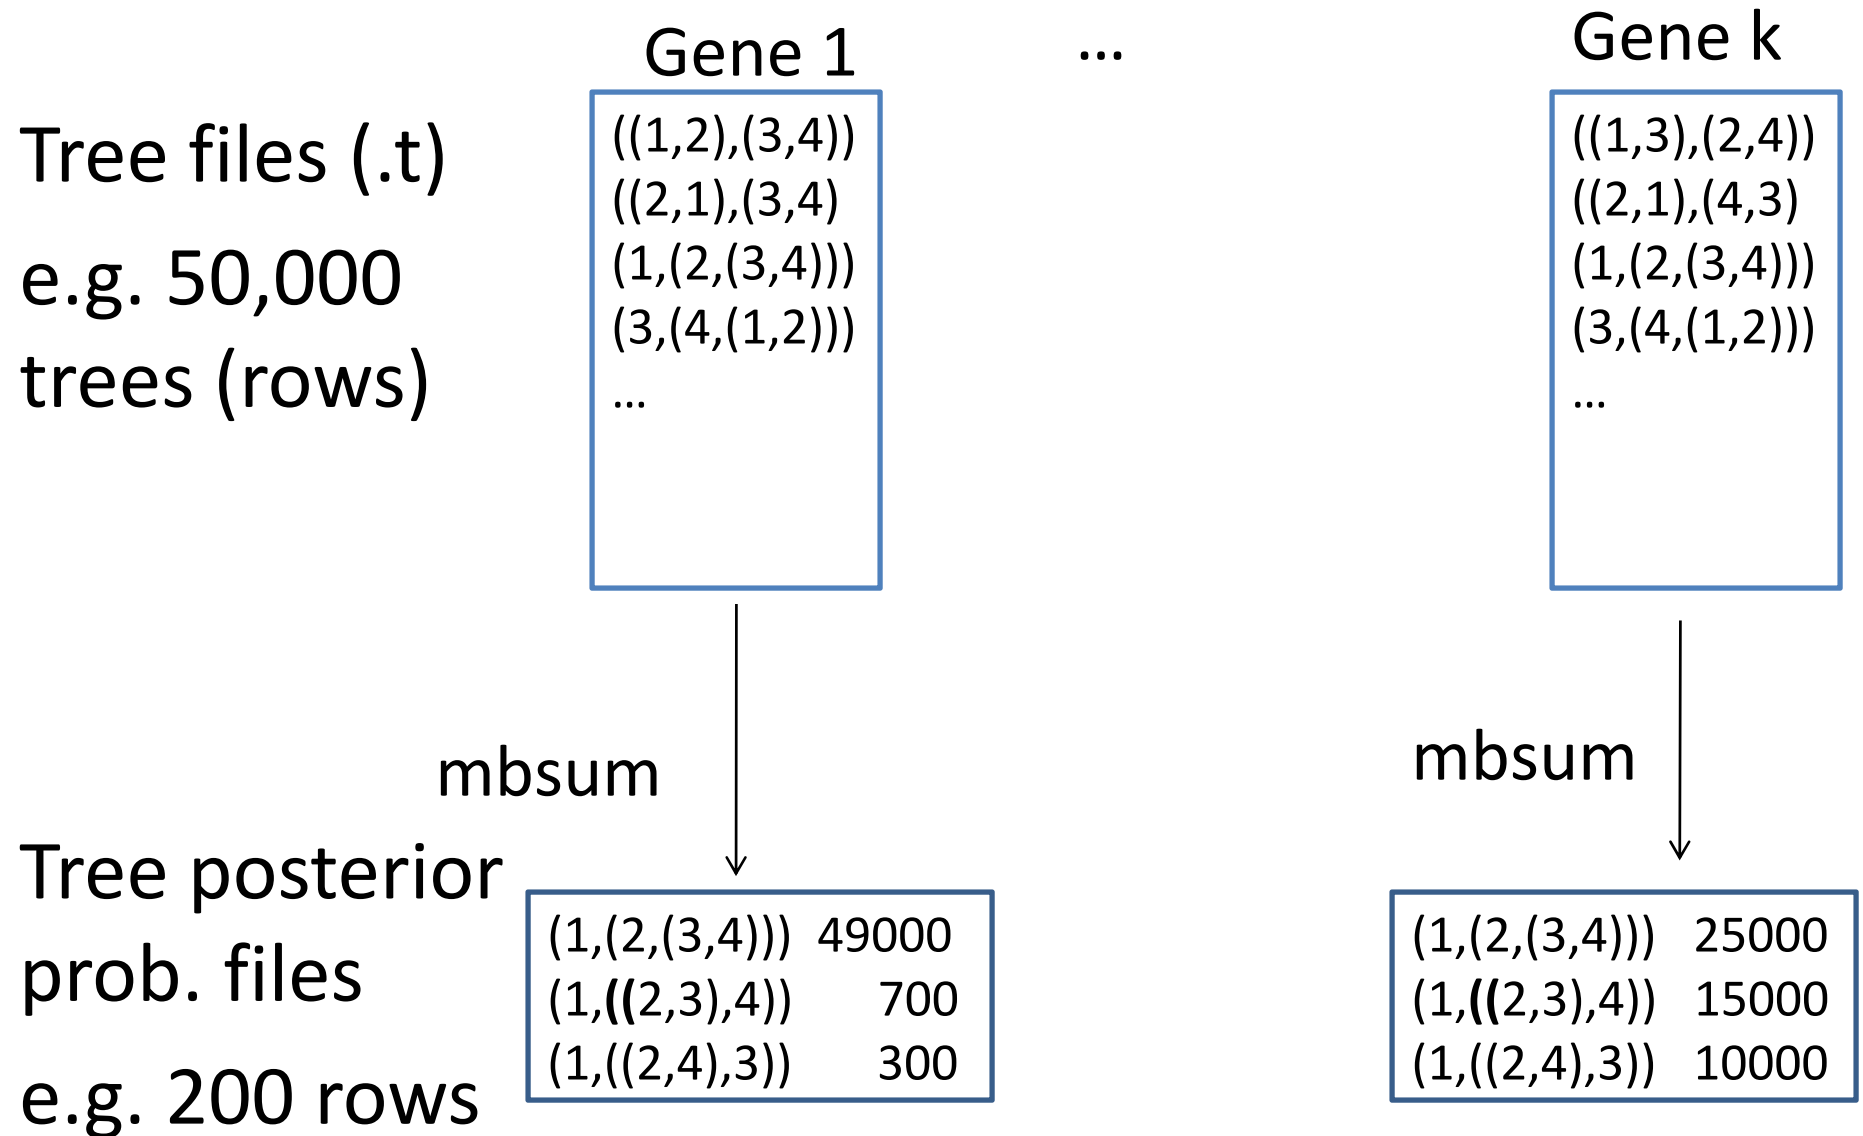 Gene 1
...
Gene k
Tree files (.t)
e.g. 50,000
trees (rows)
((1,2),(3,4))
((2,1),(3,4)
(1,(2,(3,4)))
(3,(4,(1,2)))
...
((1,3),(2,4))
((2,1),(4,3)
(1,(2,(3,4)))
(3,(4,(1,2)))
...
mbsum
mbsum
Tree posterior
prob. files
e.g. 200 rows
(1,(2,(3,4))) 49000
(1,((2,3),4)) 700
(1,((2,4),3)) 300
(1,(2,(3,4))) 25000
(1,((2,3),4)) 15000
(1,((2,4),3)) 10000